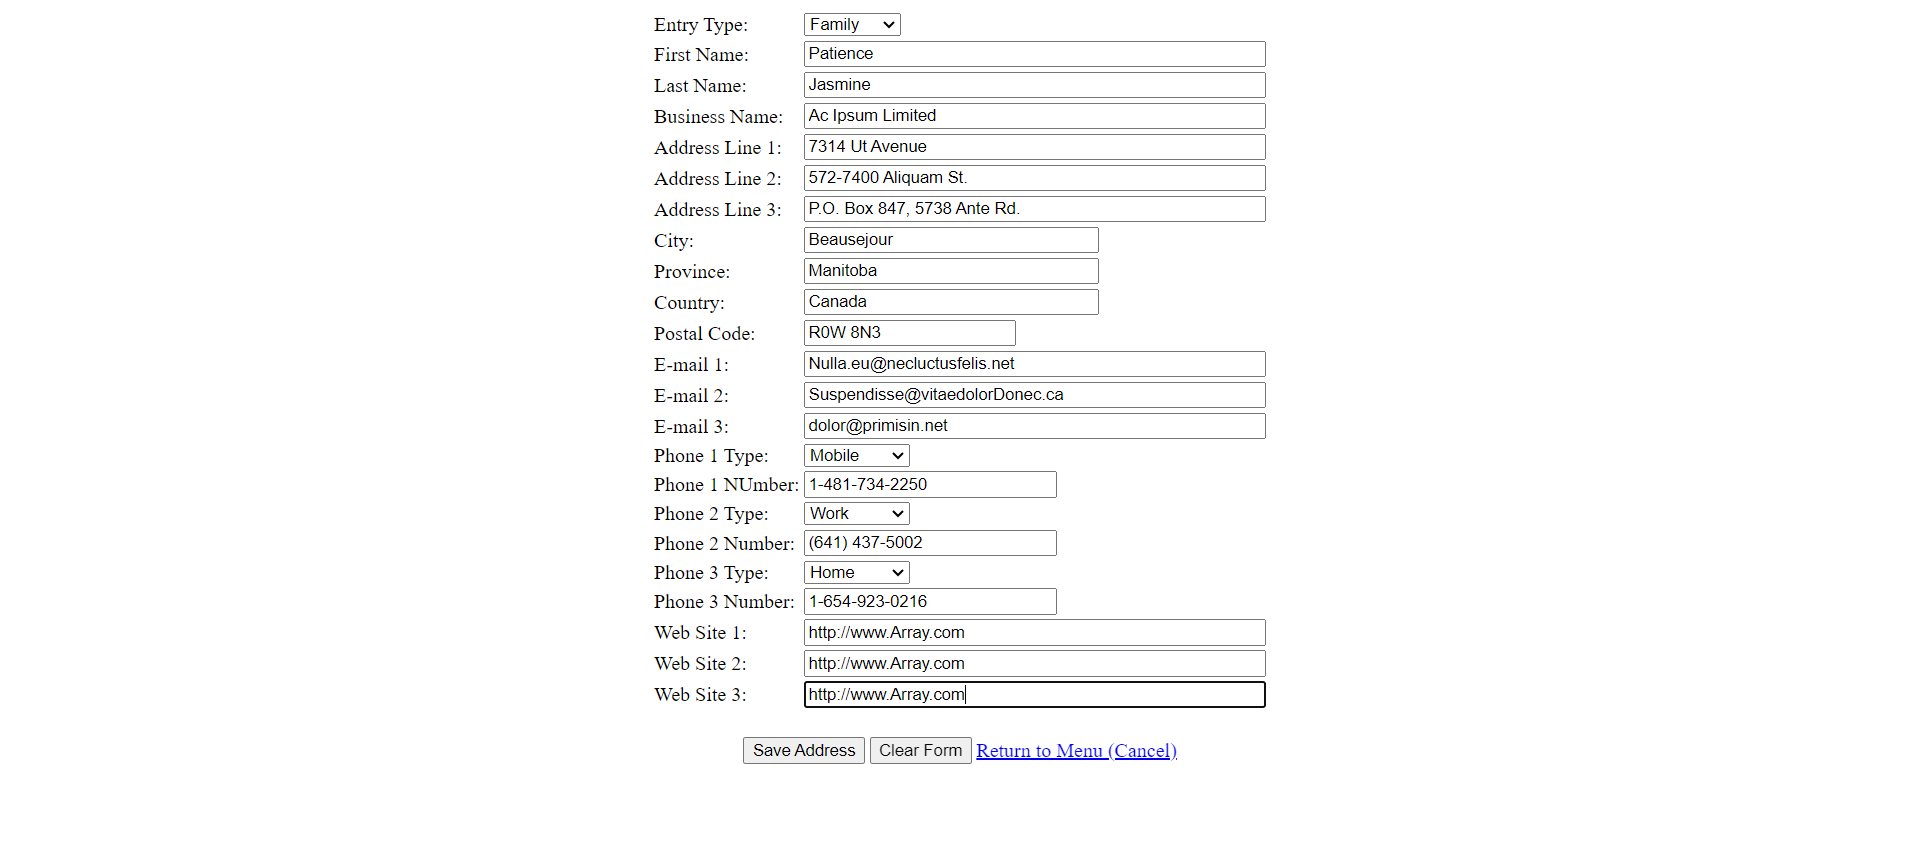 Entry Type: Family
First Name: Patience
Last Name: Jasmine
Business Name: Ac Ipsum Limited
Address Line 1: 7314 Ut Avenue
Address Line 2: 572-7400 Aliquam St.
Address Line 3: P.O. Box 847, 5738 Ante Rd.
City: Beausejour
Province: Manitoba
Country: Canada
Postal Code: R0W 8N3
E-mail 1: Nulla.eu@necluctusfelis.net
E-mail 2: Suspendisse@vitaedolorDonec.ca
E-mail 3: dolor@primisin.net
Phone 1 Type: Mobile
Phone 1 NUmber: 1-481-734-2250
Phone 2 Type: Work
Phone 2 Number: (641) 437-5002
Phone 3 Type: Home
Phone 3 Number: 1-654-923-0216
Web Site 1: http://www.Array.com
Web Site 2: http://www.Array.com
Web Site 3: http://www.Array.com
Save Address Clear Form Return to Menu (Cancel)